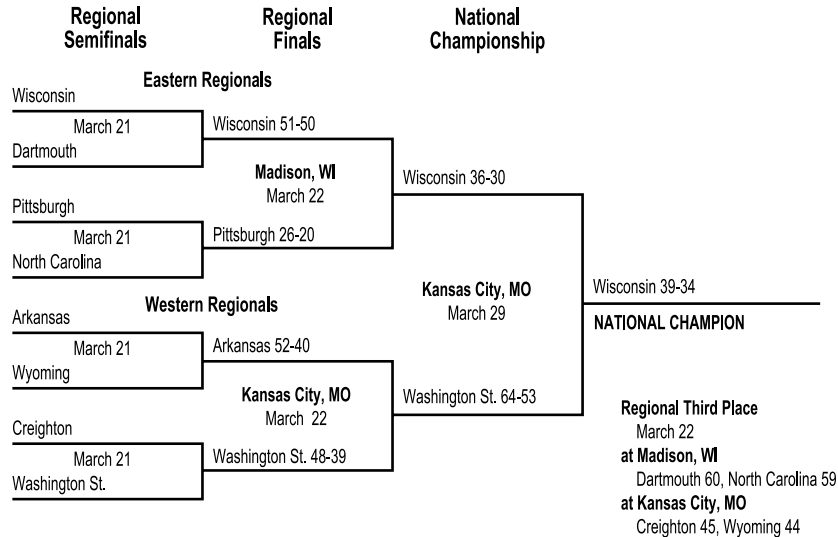 Regional Semifinals
Regional Finals
National Championship
Eastern Regionals
Wisconsin
March 21
Dartmouth
Wisconsin 51-50
Madison, WI
March 22
Pittsburgh
March 21
North Carolina
Pittsburgh 26-20
Wisconsin 36-30
Kansas City, MO
March 29
Wisconsin 39-34
NATIONAL CHAMPION
Western Regionals
Arkansas
March 21
Wyoming
Arkansas 52-40
Kansas City, MO
March 22
Washington St. 64-53
Creighton
March 21
Washington St.
Washington St. 48-39
Regional Third Place
March 22
at Madison, WI
Dartmouth 60, North Carolina 59
at Kansas City, MO
Creighton 45, Wyoming 44